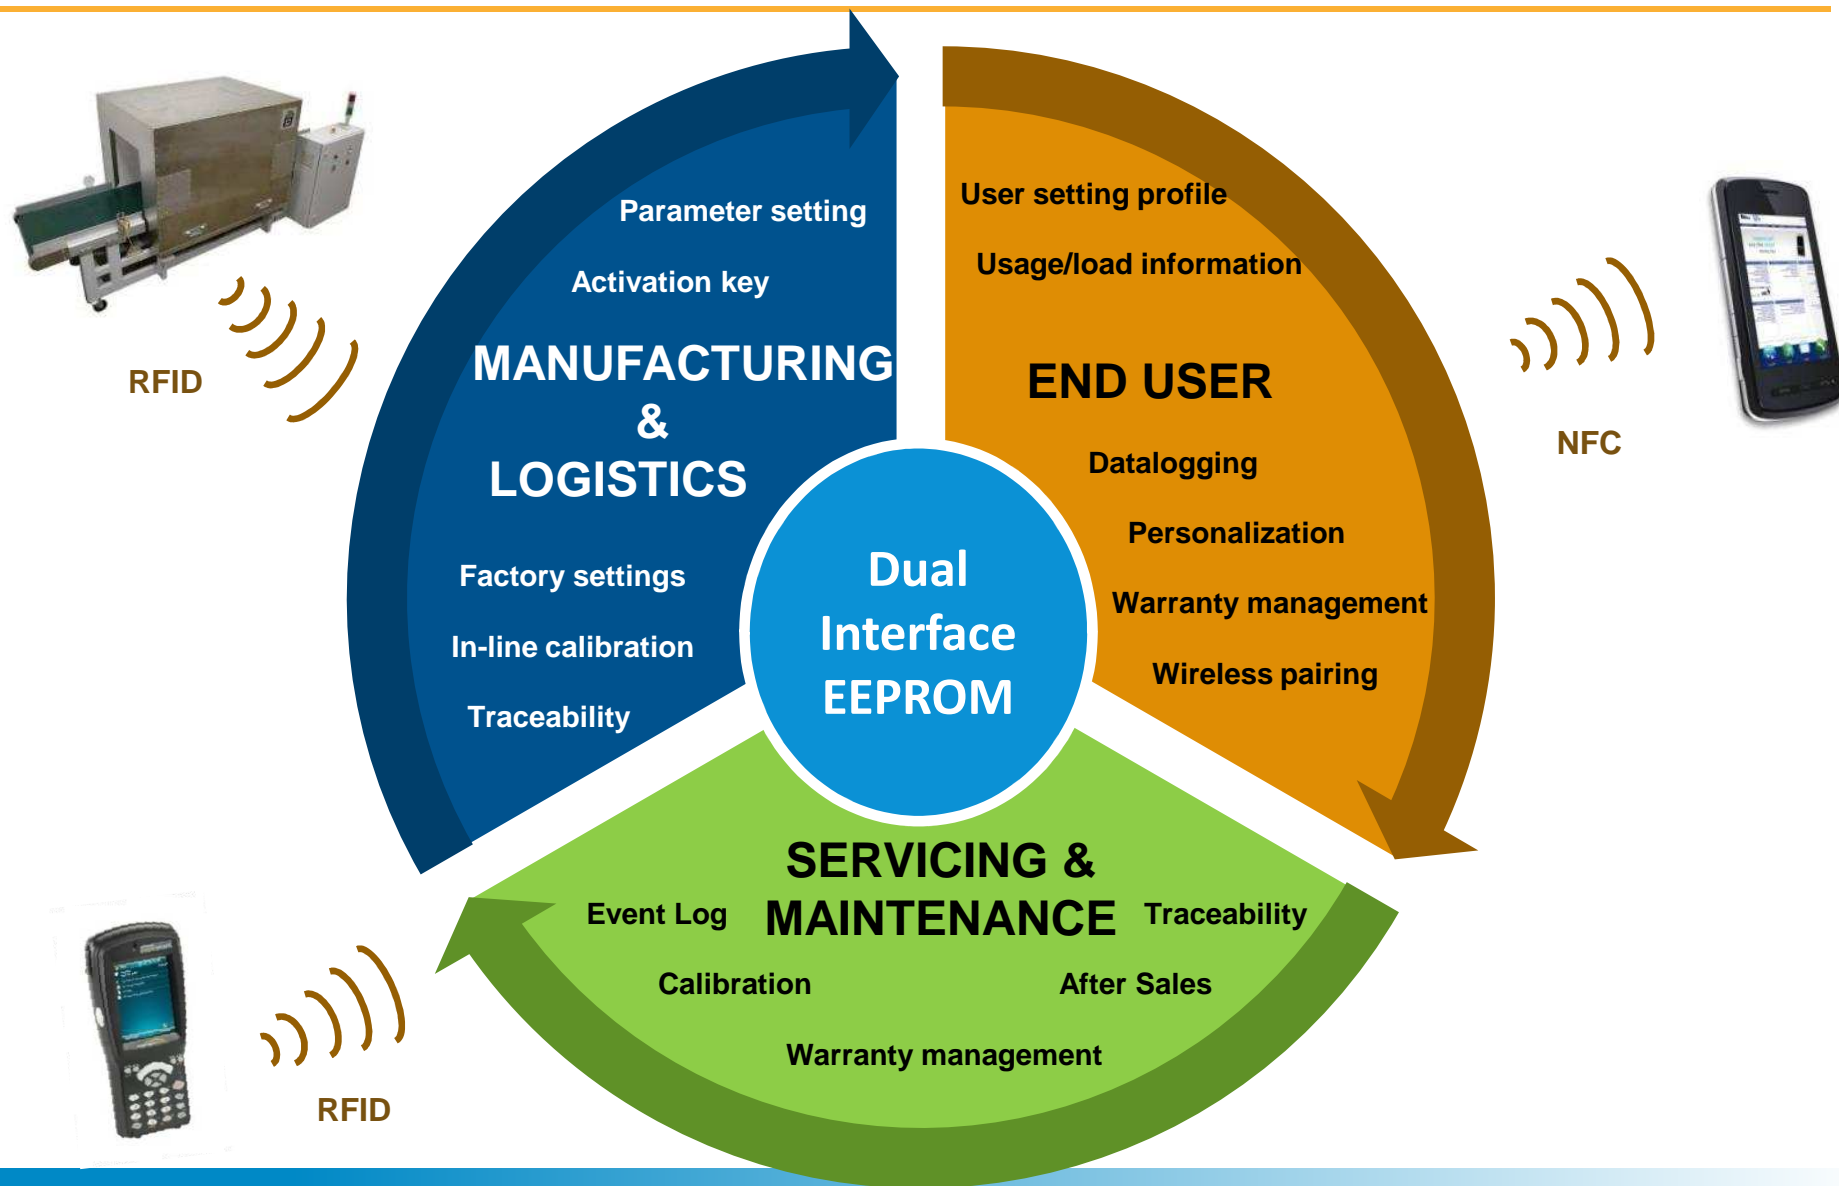 Parameter setting
Activation key
MANUFACTURING
&
LOGISTICS
Factory settings
In-line calibration
Traceability
RFID
User setting profile
Usage/load information
END USER
Datalogging
Personalization
Warranty management
Wireless pairing
NFC
Dual
Interface
EEPROM
SERVICING &
MAINTENANCE
Event Log
Traceability
Calibration
After Sales
Warranty management
RFID